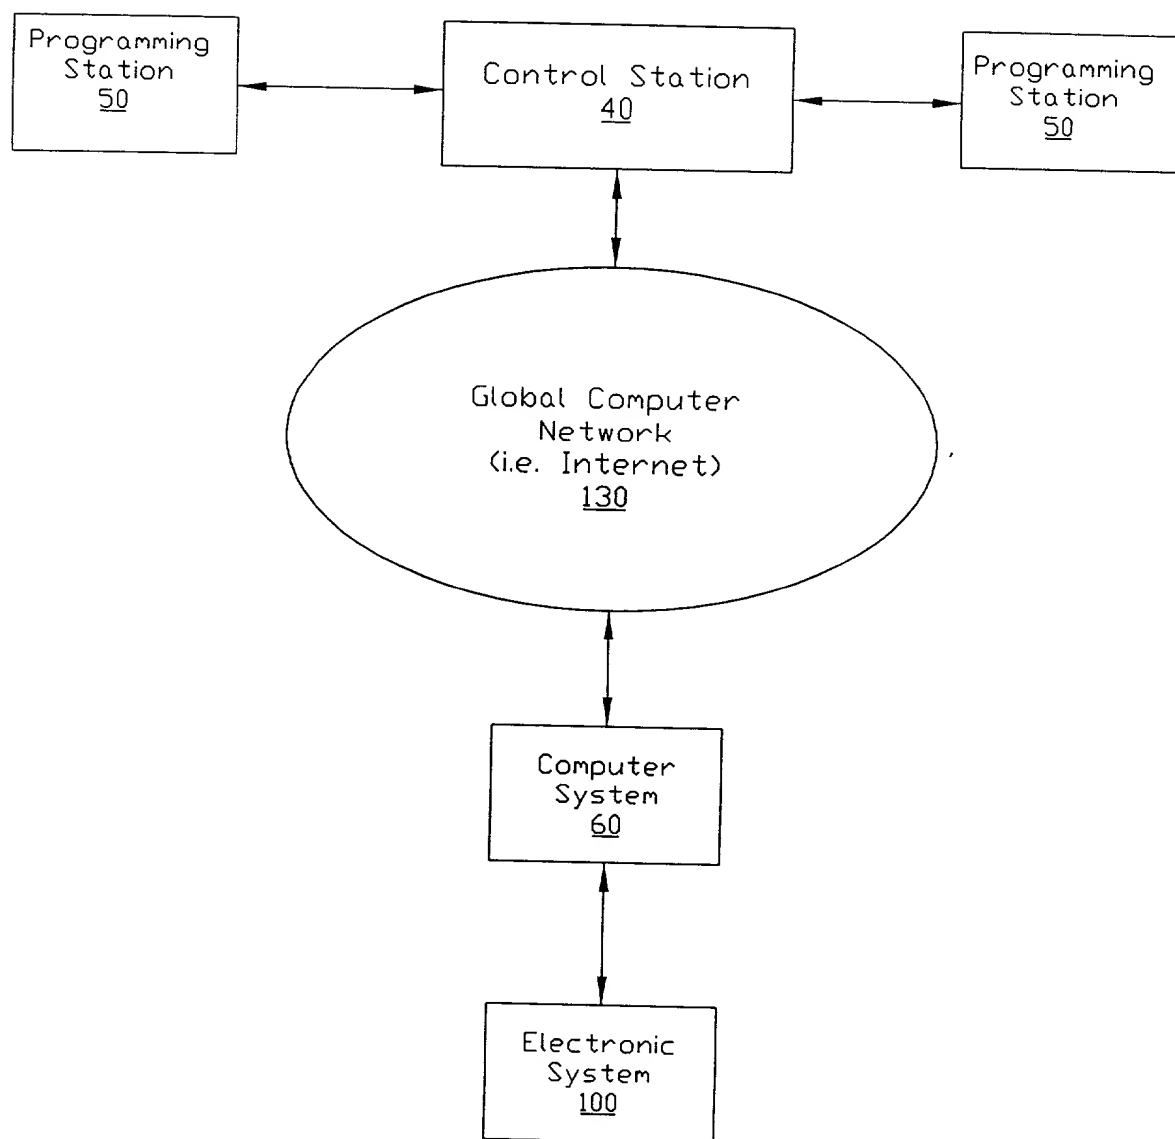 Programming
Station
50
Control Station
40
Programming
Station
50
Global Computer
Network
(i.e. Internet)
130
Computer
System
60
Electronic
System
100